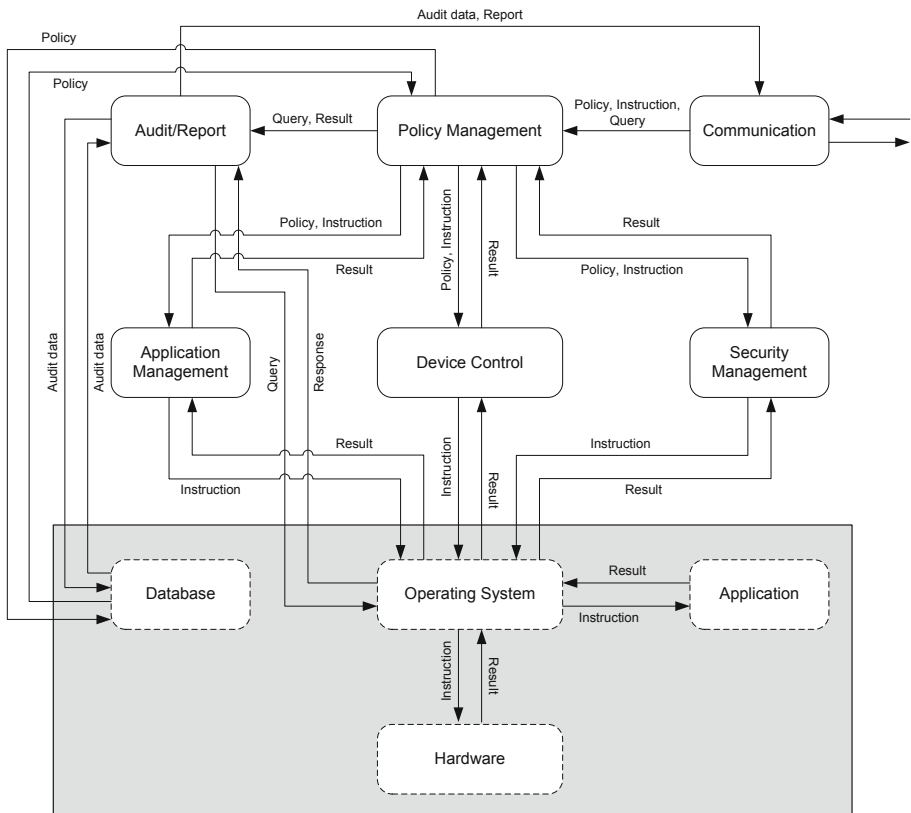 Audit data, Report
Policy
Policy
Audit/Report
Query, Result
Policy Management
Policy, Instruction,
Query
Communication
Policy, Instruction
Result
Policy, Instruction
Result
Result
Policy, Instruction
Audit data
Audit data
Application
Management
Query
Response
Device Control
Security
Management
Result
Instruction
Instruction
Result
Instruction
Result
Database
Operating System
Result
Instruction
Application
Instruction
Result
Hardware